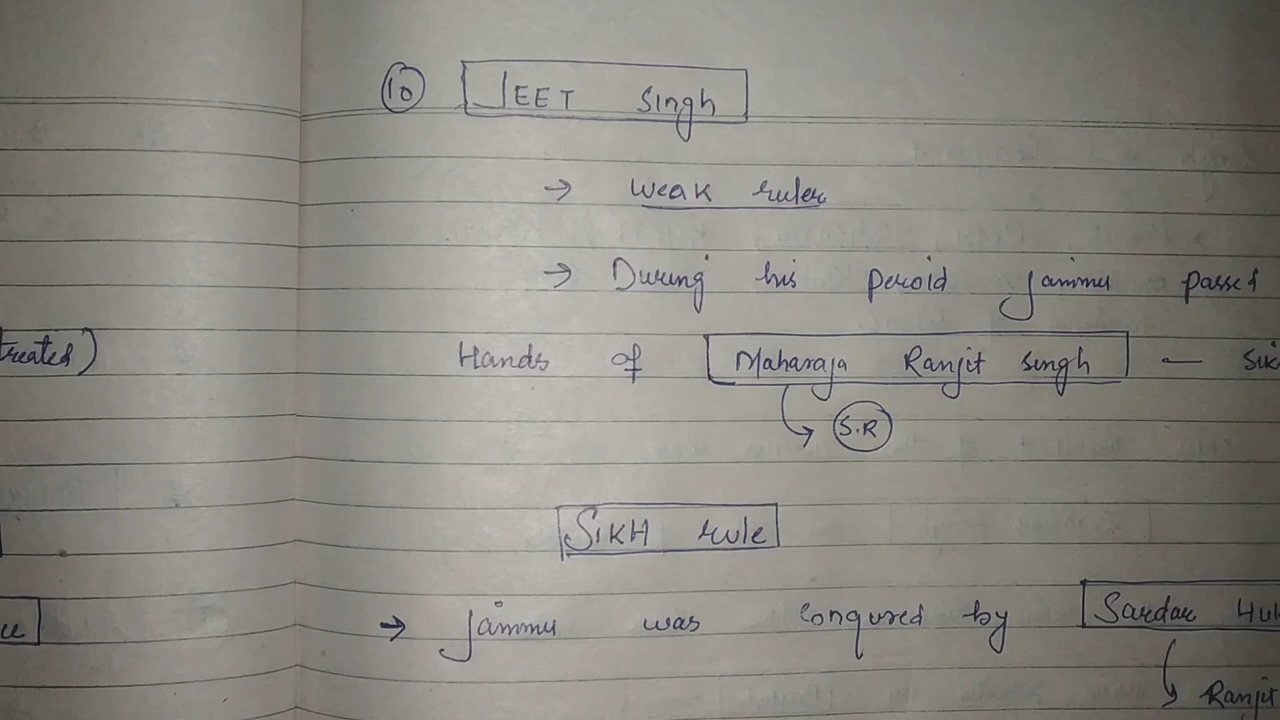 10 JEET Singh
→ Weak ruler
→ During his peroid Jammu passed
treated)
Hands of Maharaja Ranjit Singh —
S.R
SIKH rule
→ Jammu was Conqured by Sardar
Ranjit